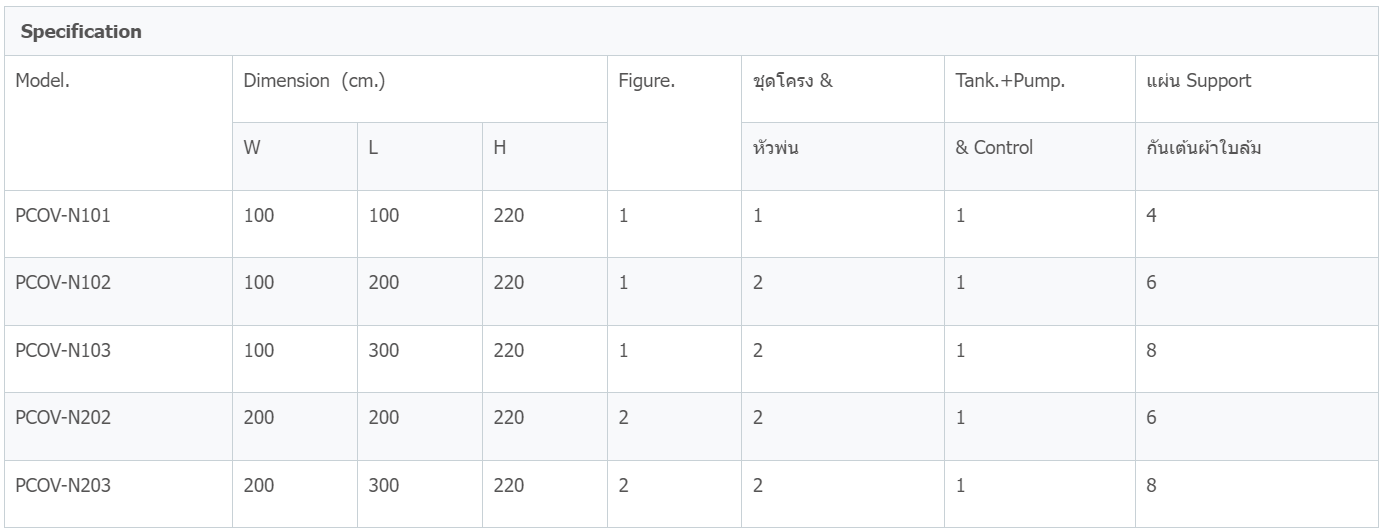 Specification
Model. Dimension (cm.) Figure. ชุดโครง & Tank.+Pump. แผ่น Support
W L H หัวพ่น & Control กันเต้นผ้าใบล้ม
PCOV-N101 100 100 220 1 1 1 4
PCOV-N102 100 200 220 1 2 1 6
PCOV-N103 100 300 220 1 2 1 8
PCOV-N202 200 200 220 2 2 1 6
PCOV-N203 200 300 220 2 2 1 8